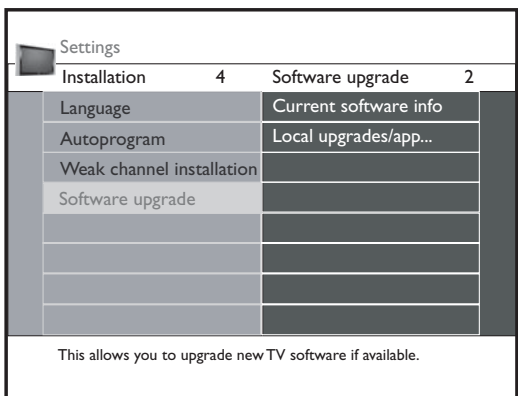 Settings
Installation 4 Software upgrade 2
Language Current software info
Autoprogram Local upgrades/app...
Weak channel installation
Software upgrade
This allows you to upgrade new TV software if available.